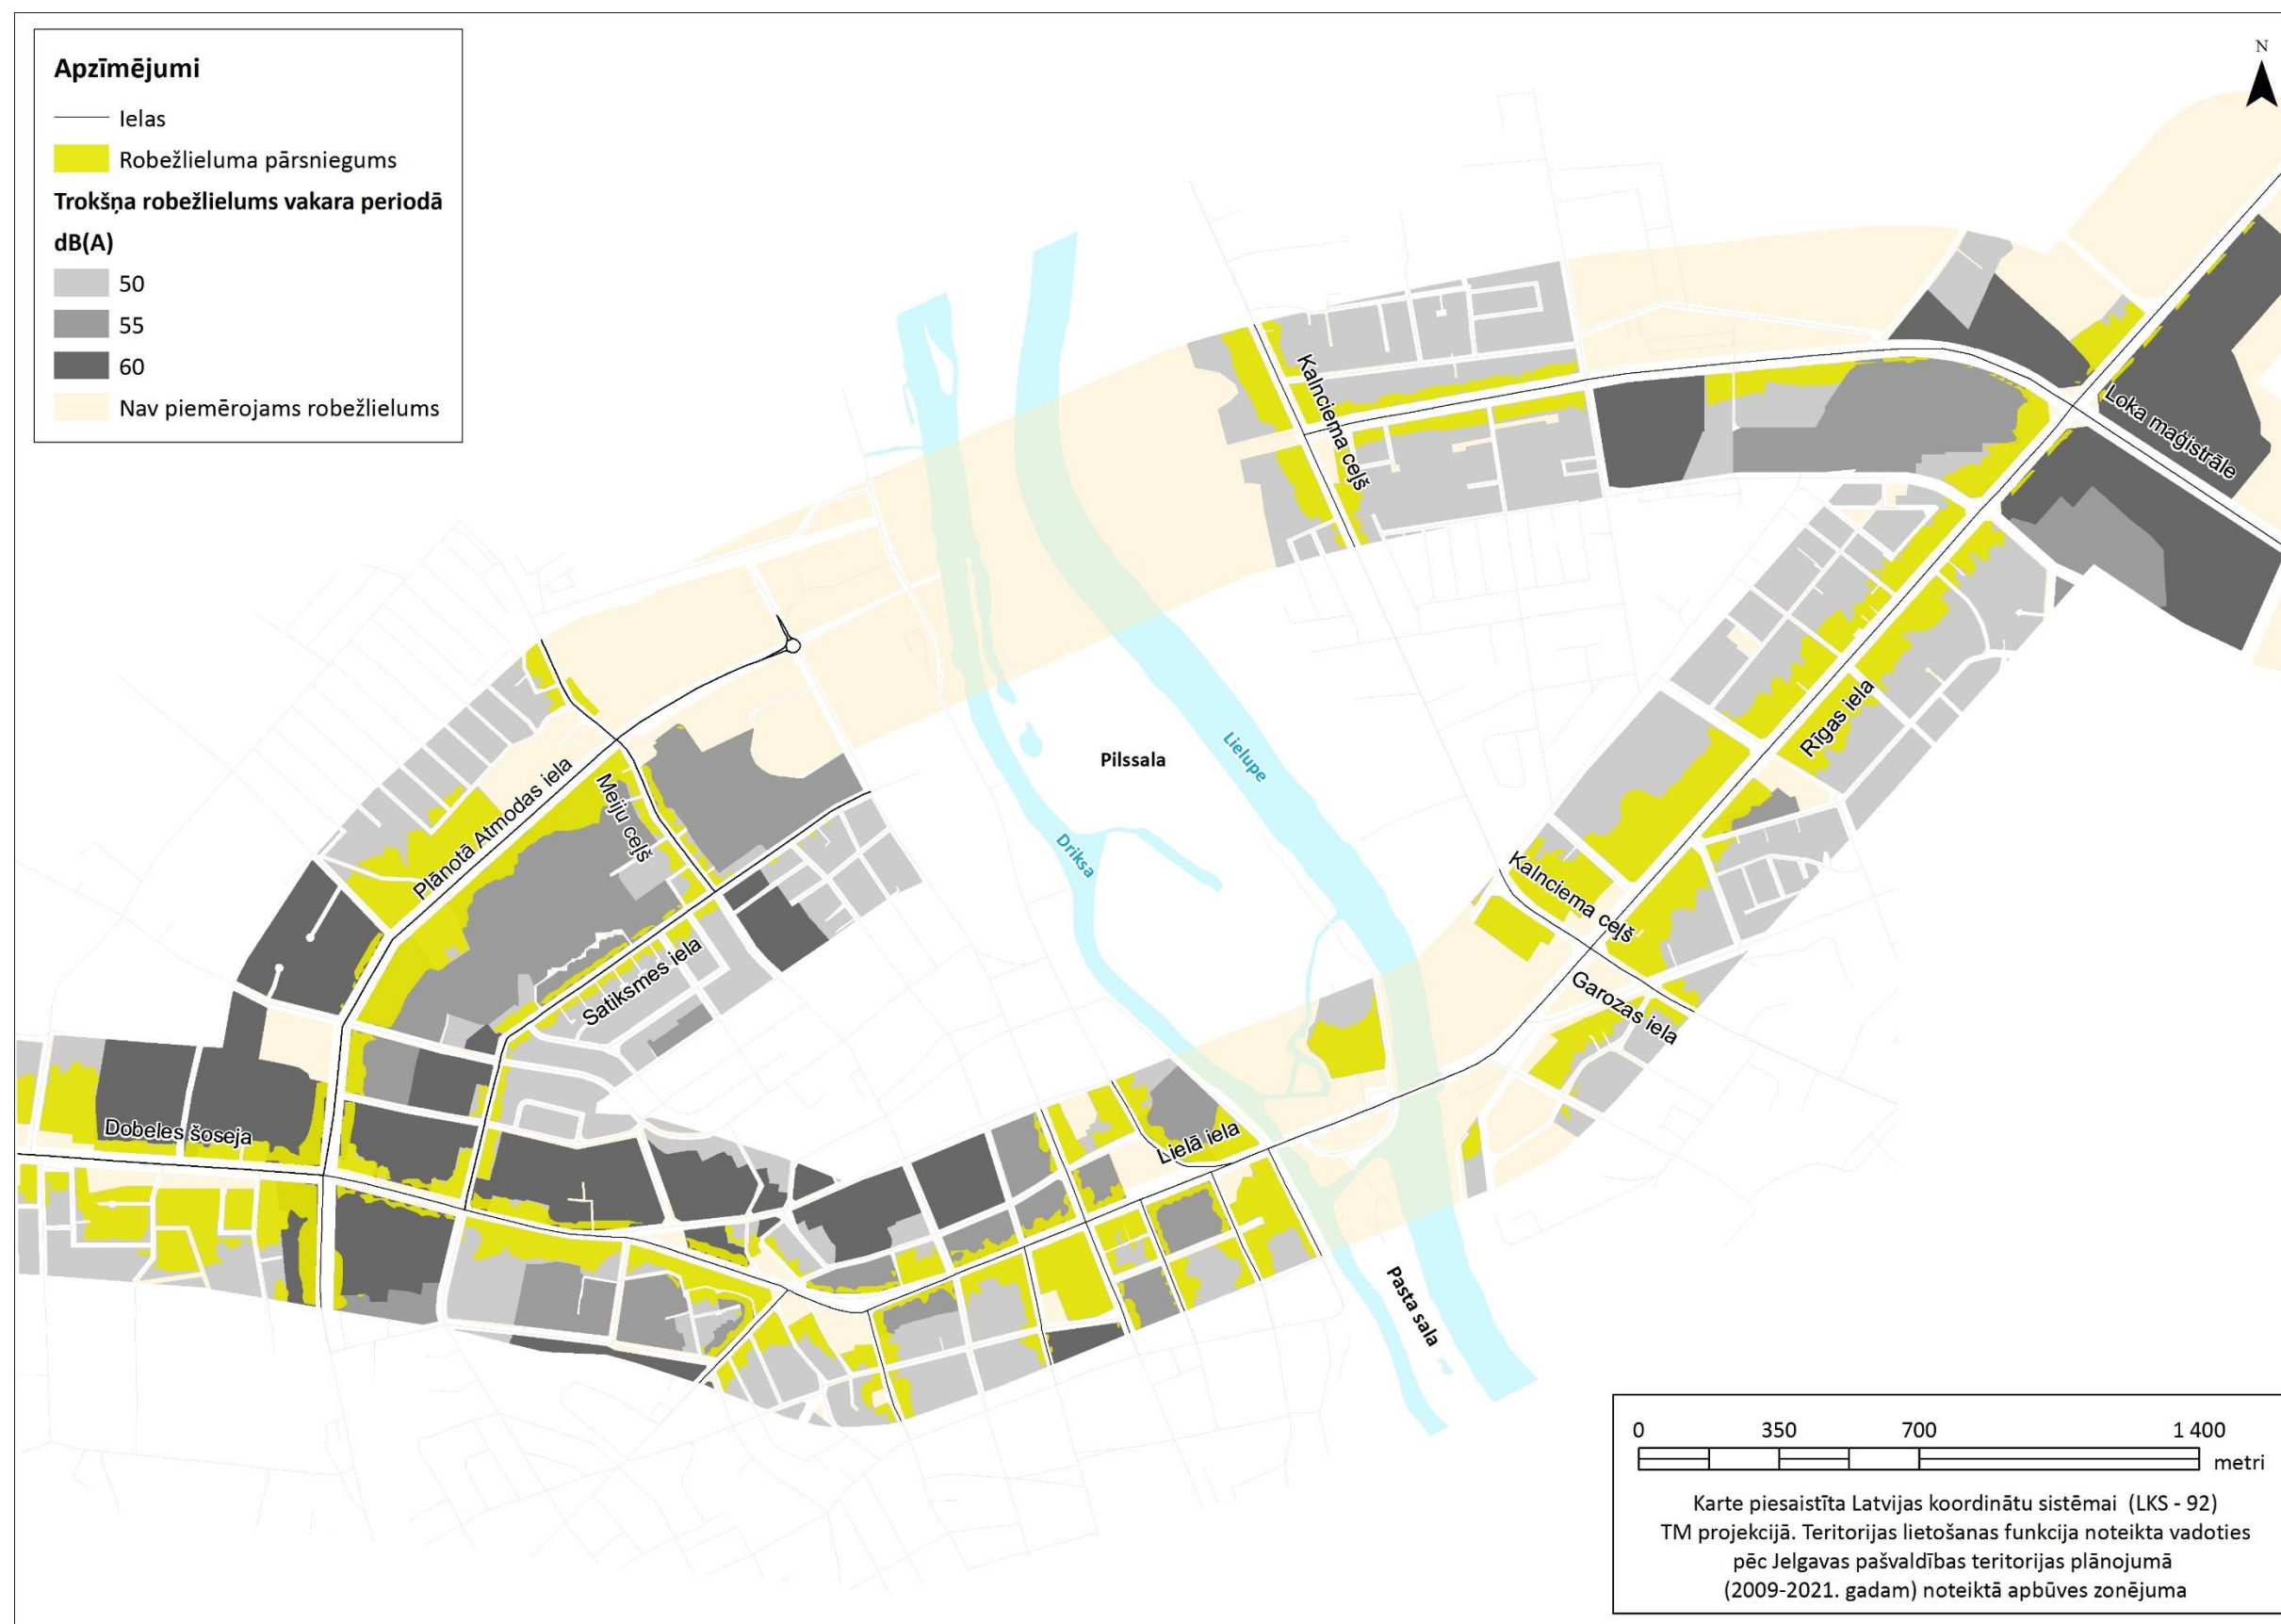 Apzīmējumi
Ielas
Robežlieluma pārsniegums
Trokšņa robežlielums vakara periodā
dB(A)
50
55
60
Nav piemērojams robežlielums
N
Kalnciema ceļš
Loka maģistrāle
Rīgas iela
Pilssala
Lielupe
Driksa
Plānotā Atmodas iela
Meiju ceļš
Satiksmes iela
Kalnciema ceļš
Garozas iela
Dobeles šoseja
Lielā iela
Pasta sala
0 350 700 1 400
metri
Karte piesaistīta Latvijas koordinātu sistēmai (LKS - 92)
TM projekcijā. Teritorijas lietošanas funkcija noteikta vadoties
pēc Jelgavas pašvaldības teritorijas plānojumā
(2009-2021. gadam) noteiktā apbūves zonējuma